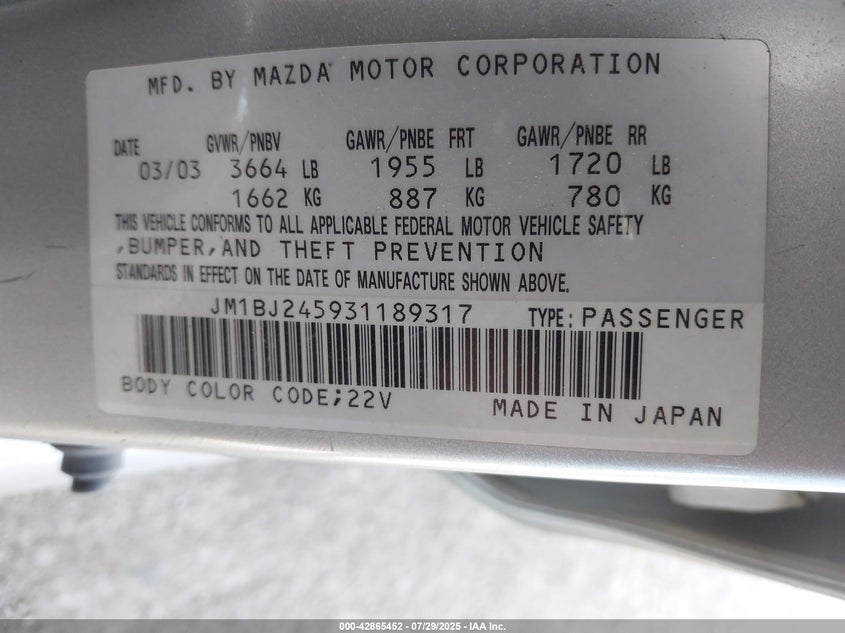 MFD. BY MAZDA MOTOR CORPORATION
DATE GVWR/PNBV GAWR/PNBE FRT GAWR/PNBE RR
03/03 3664 LB 1955 LB 1720 LB
1662 KG 887 KG 780 KG
THIS VEHICLE CONFORMS TO ALL APPLICABLE FEDERAL MOTOR VEHICLE SAFETY
,BUMPER,AND THEFT PREVENTION
STANDARDS IN EFFECT ON THE DATE OF MANUFACTURE SHOWN ABOVE.
JM1BJ245931189317 TYPE: PASSENGER
BODY COLOR CODE;22V MADE IN JAPAN
000-42865452 - 07/29/2025 - IAA Inc.